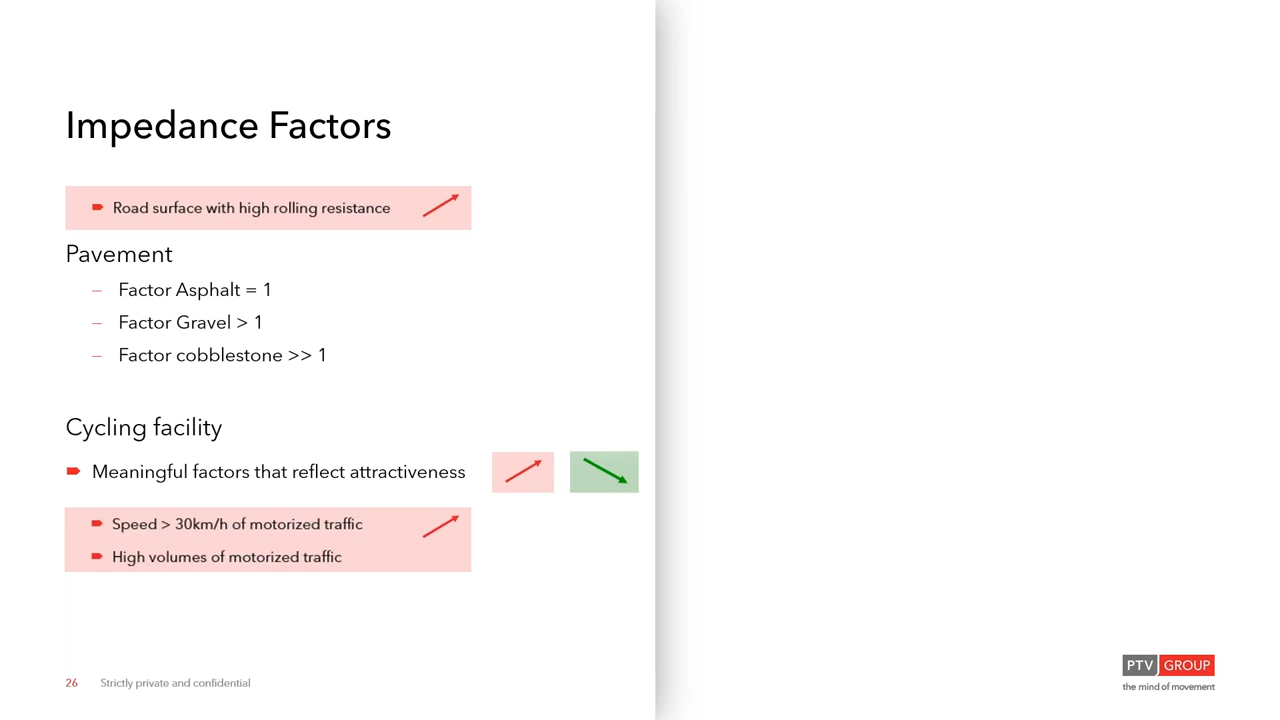 Impedance Factors
Road surface with high rolling resistance
Pavement
– Factor Asphalt = 1
– Factor Gravel > 1
– Factor cobblestone >> 1
Cycling facility
Meaningful factors that reflect attractiveness
Speed > 30km/h of motorized traffic
High volumes of motorized traffic
26 Strictly private and confidential
PTV GROUP
the mind of movement